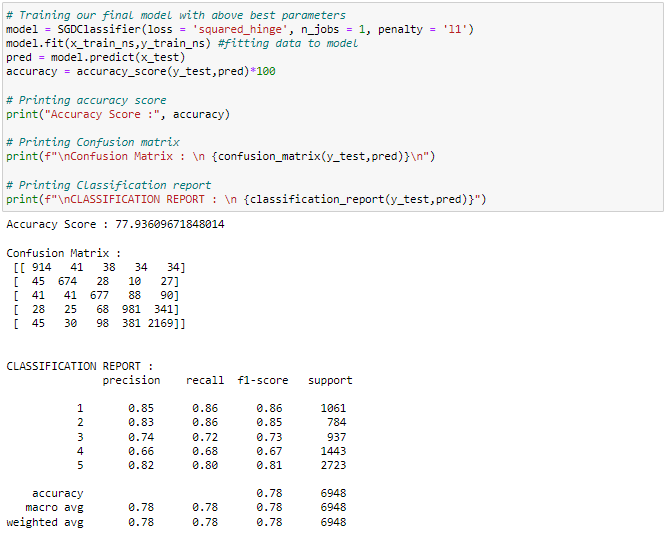 # Training our final model with above best parameters
model = SGDClassifier(loss = 'squared_hinge', n_jobs = 1, penalty = 'l1')
model.fit(x_train_ns,y_train_ns) #fitting data to model
pred = model.predict(x_test)
accuracy = accuracy_score(y_test,pred)*100
# Printing accuracy score
print("Accuracy Score :", accuracy)
# Printing Confusion matrix
print(f"\nConfusion Matrix : \n {confusion_matrix(y_test,pred)}\n")
# Printing Classification report
print(f"\nCLASSIFICATION REPORT : \n {classification_report(y_test,pred)}")
Accuracy Score : 77.93609671848014
Confusion Matrix :
[[ 914 41 38 34 34]
[ 45 674 28 10 27]
[ 41 41 677 88 90]
[ 28 25 68 981 341]
[ 45 30 98 381 2169]]
CLASSIFICATION REPORT :
precision recall f1-score support
1 0.85 0.86 0.86 1061
2 0.83 0.86 0.85 784
3 0.74 0.72 0.73 937
4 0.66 0.68 0.67 1443
5 0.82 0.80 0.81 2723
accuracy 0.78 6948
macro avg 0.78 0.78 0.78 6948
weighted avg 0.78 0.78 0.78 6948